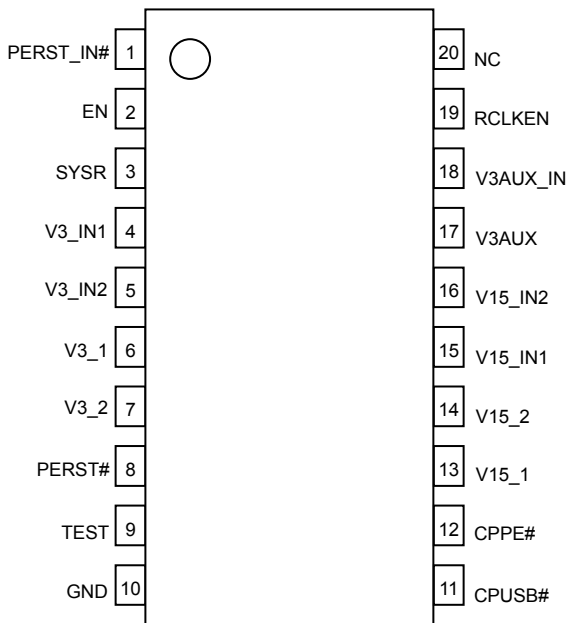 PERST_IN# 1 20 NC
EN 2 19 RCLKEN
SYSR 3 18 V3AUX_IN
V3_IN1 4 17 V3AUX
V3_IN2 5 16 V15_IN2
V3_1 6 15 V15_IN1
V3_2 7 14 V15_2
PERST# 8 13 V15_1
TEST 9 12 CPPE#
GND 10 11 CPUSB#